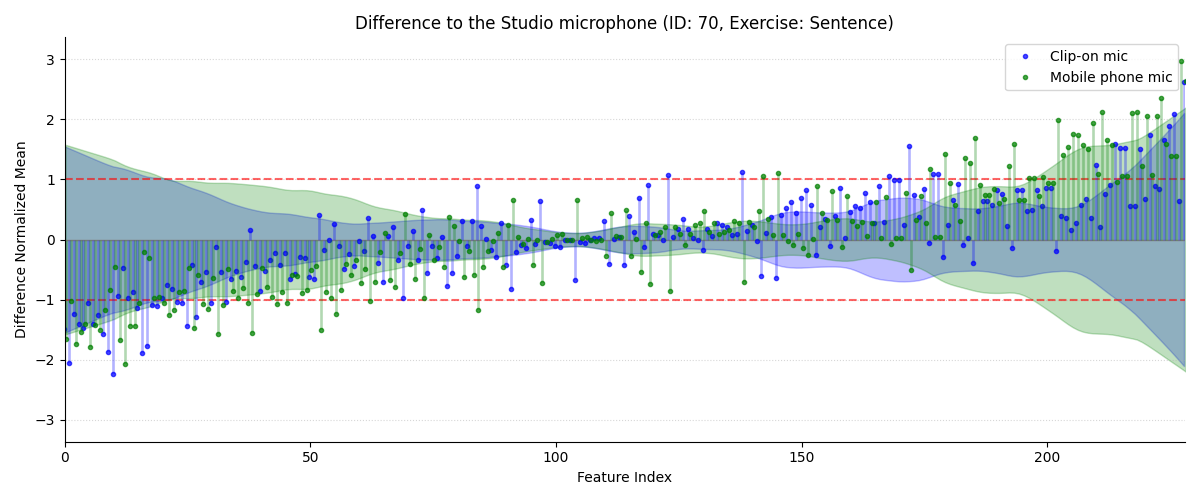 Difference to the Studio microphone (ID: 70, Exercise: Sentence)
Clip-on mic
Mobile phone mic
Difference Normalized Mean
3
2
1
0
−1
−2
−3
0
50
100
150
200
Feature Index